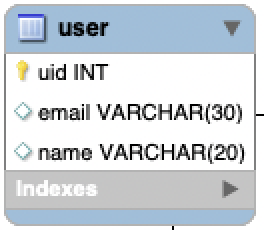 user
uid INT
email VARCHAR(30)
name VARCHAR(20)
Indexes